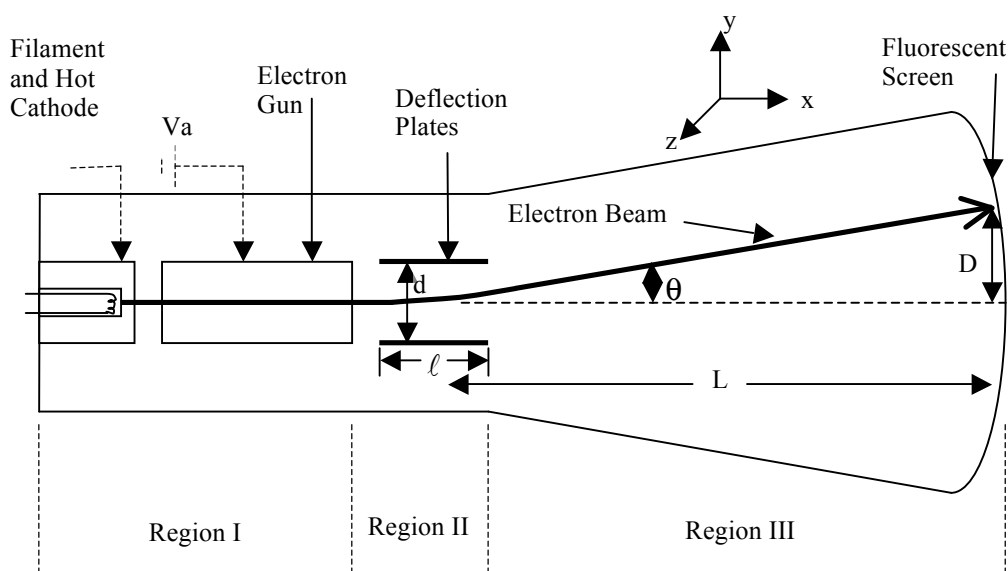 Filament
and Hot
Cathode
Va
Electron
Gun
Deflection
Plates
y
x
z
Fluorescent
Screen
Electron Beam
d
θ
D
ℓ
L
Region I
Region II
Region III